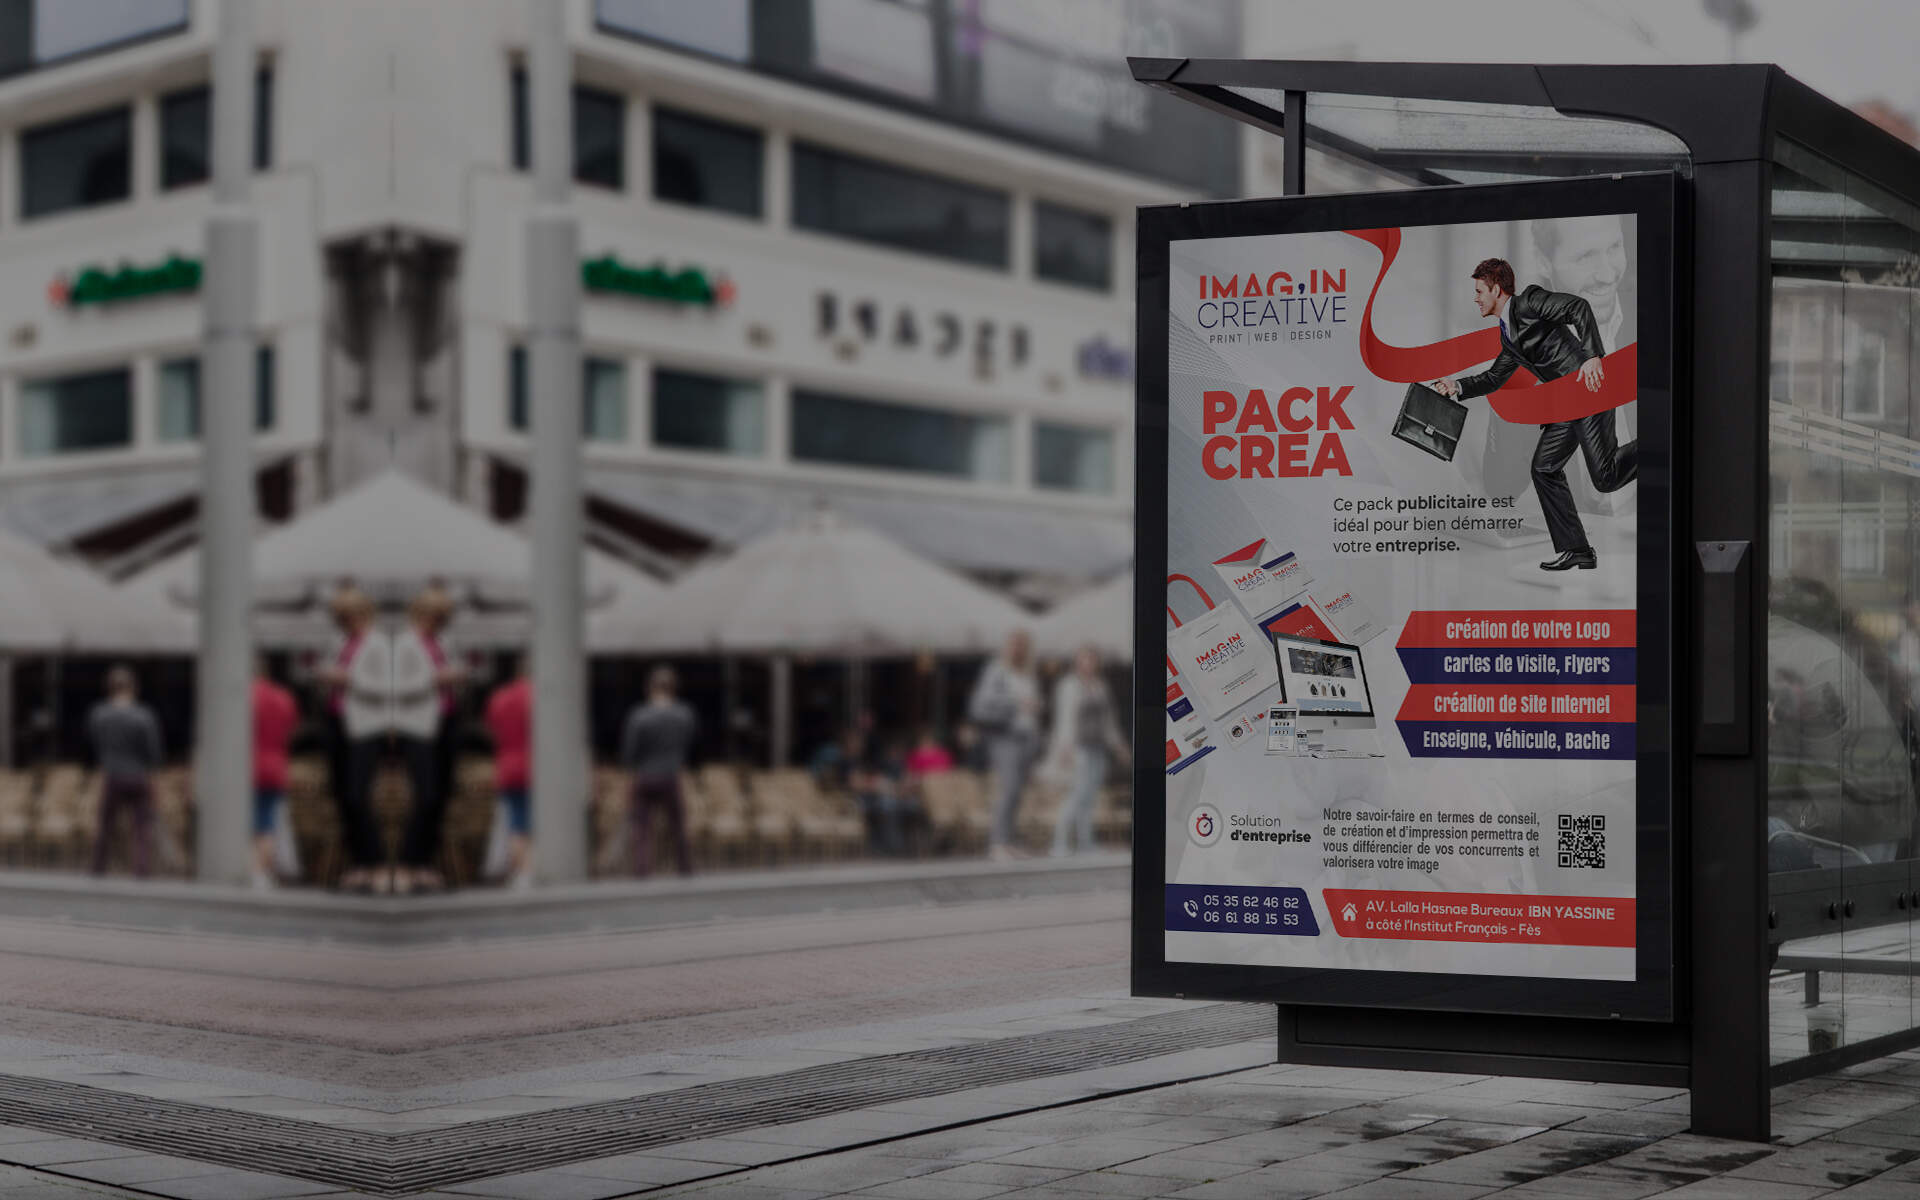 IMAG,IN
CREATIVE
PRINT | WEB | DESIGN
PACK
CREA
Ce pack publicitaire est
idéal pour bien démarrer
votre entreprise.
IMAG,IN
CREATIVE
Création de votre Logo
Cartes de Visite, Flyers
Création de Site Internet
Enseigne, Véhicule, Bache
Solution
d'entreprise
Notre savoir-faire en termes de conseil,
de création et d'impression permettra de
vous différencier de vos concurrents et
valorisera votre image
05 35 62 46 62
06 61 88 15 53
AV. Lalla Hasnae Bureaux IBN YASSINE
à côté l'Institut Français - Fès